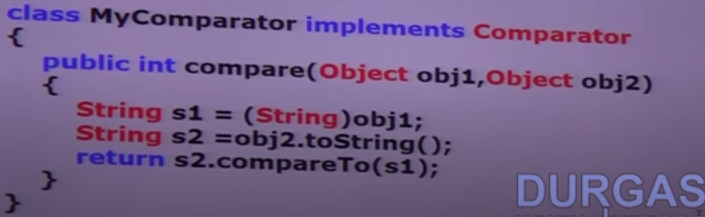 class MyComparator implements Comparator
{
public int compare(Object obj1,Object obj2)
{
String s1 = (String)obj1;
String s2 =obj2.toString();
return s2.compareTo(s1);
}
}
DURGAS